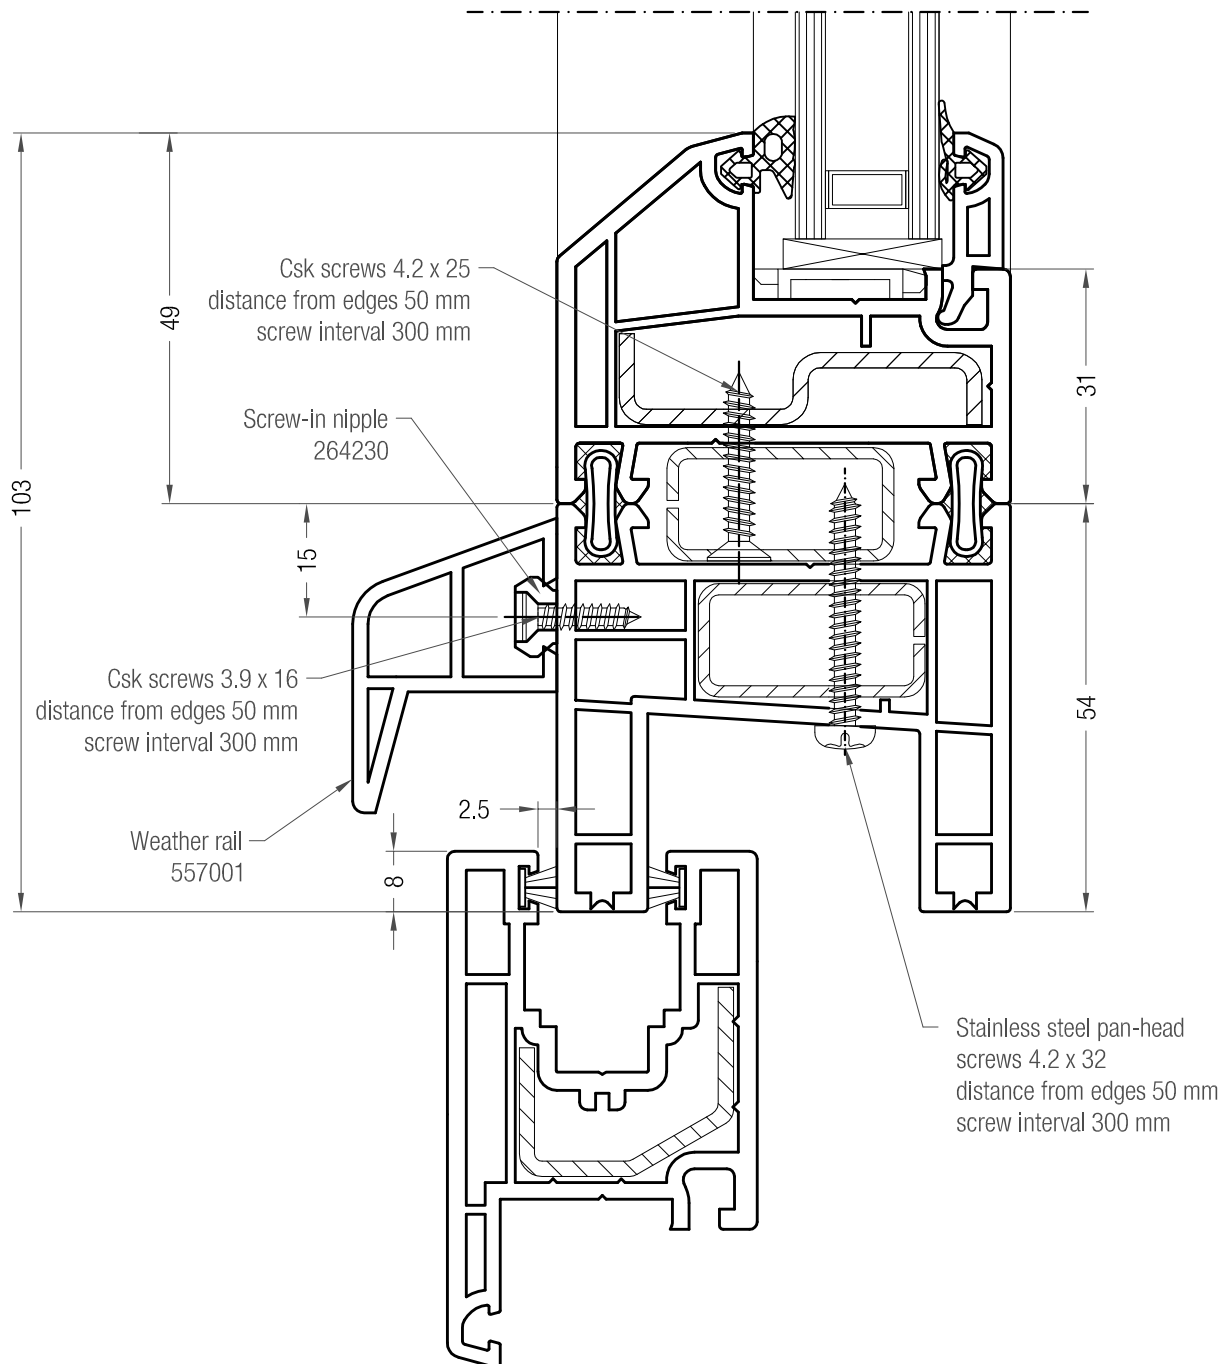 Csk screws 4.2 x 25
distance from edges 50 mm
screw interval 300 mm
49
31
Screw-in nipple
264230
103
15
Csk screws 3.9 x 16
distance from edges 50 mm
screw interval 300 mm
54
2.5
Weather rail
557001
8
Stainless steel pan-head
screws 4.2 x 32
distance from edges 50 mm
screw interval 300 mm